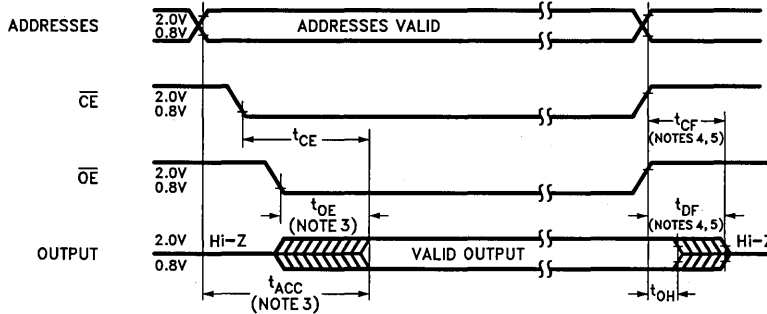 ADDRESSES
2.0V
0.8V
ADDRESSES VALID
CE
2.0V
0.8V
tCE
tCF
(NOTES 4, 5)
OE
2.0V
0.8V
tOE
(NOTE 3)
tDF
(NOTES 4,5)
OUTPUT
2.0V
0.8V
Hi-Z
VALID OUTPUT
Hi-Z
tACC
(NOTE 3)
tOH